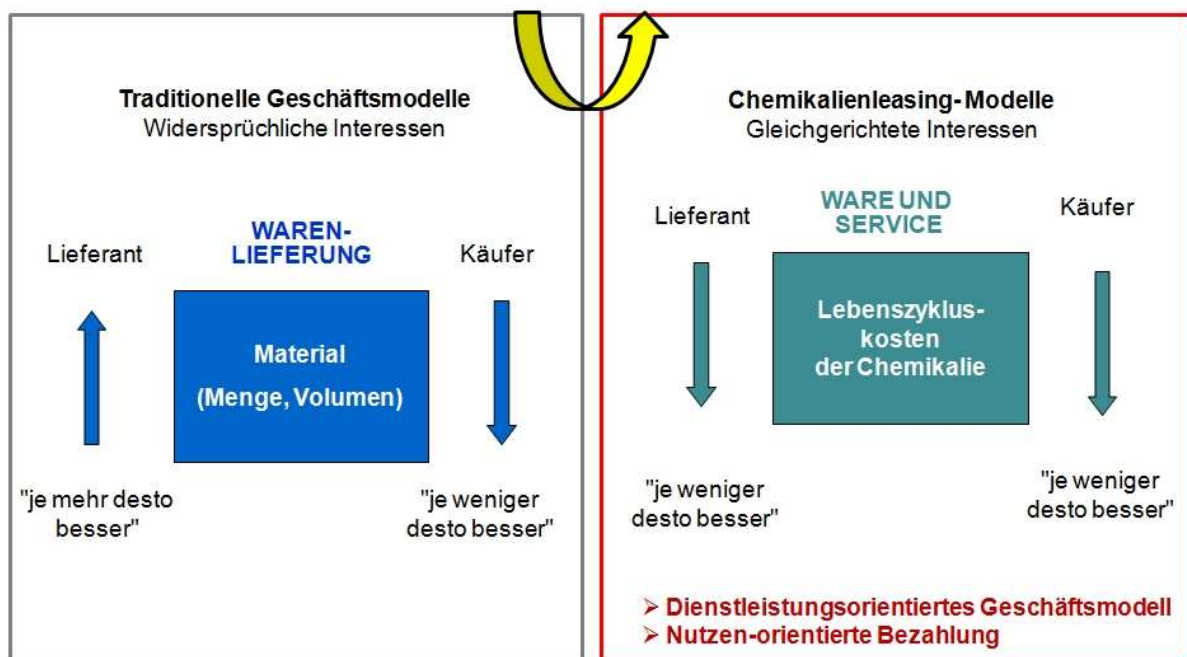 Traditionelle Geschäftsmodelle
Widersprüchliche Interessen
Lieferant
WAREN-
LIEFERUNG
Käufer
Material
(Menge, Volumen)
"je mehr desto
besser"
"je weniger
desto besser"
Chemikalienleasing-Modelle
Gleichgerichtete Interessen
Lieferant
WARE UND
SERVICE
Käufer
Lebenszyklus-
kosten
der Chemikalie
"je weniger
desto besser"
"je weniger
desto besser"
➢ Dienstleistungsorientiertes Geschäftsmodell
➢ Nutzen-orientierte Bezahlung